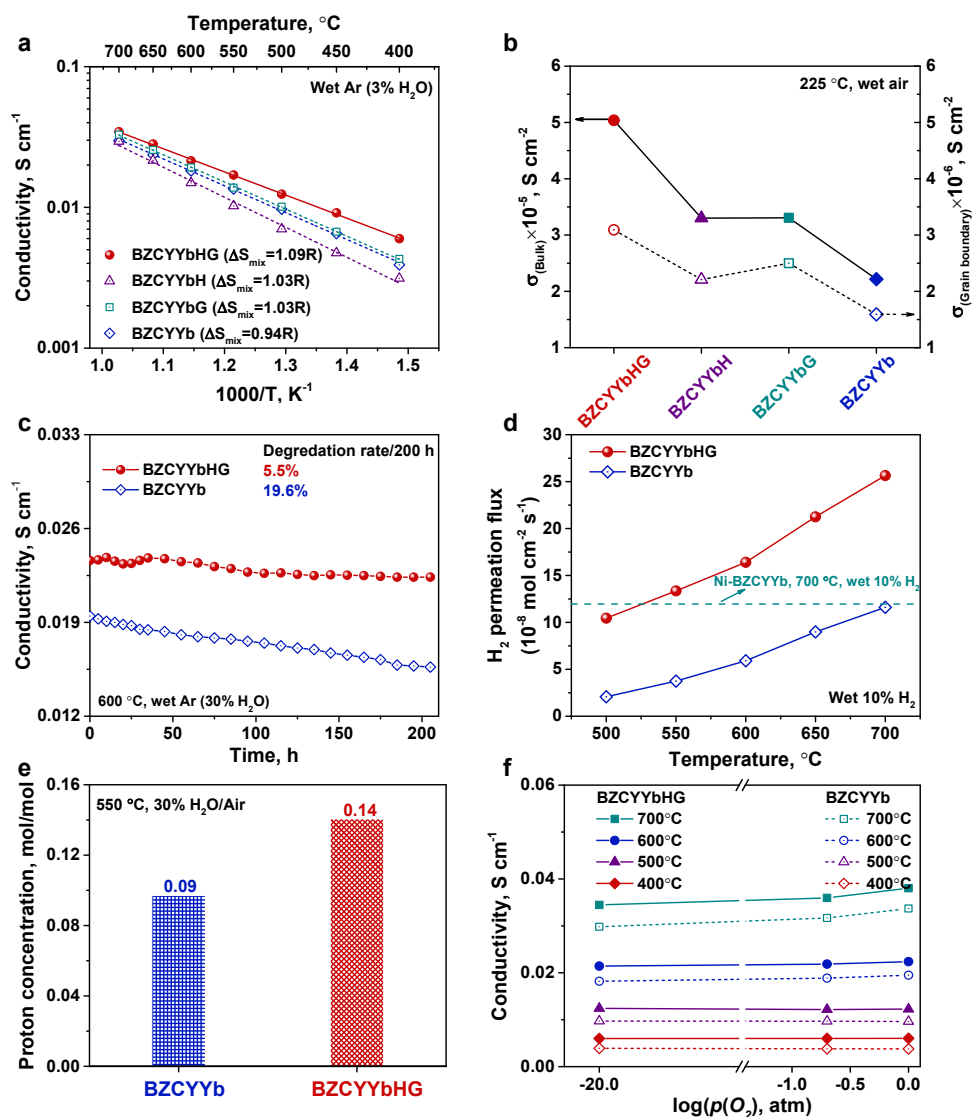 a
Temperature, °C
700 650 600 550 500 450 400
0.1
0.01
0.001
Conductivity, S cm⁻¹
Wet Ar (3% H₂O)
BZCYYbHG (ΔSmix=1.09R)
BZCYYbH (ΔSmix=1.03R)
BZCYYbG (ΔSmix=1.03R)
BZCYYb (ΔSmix=0.94R)
1.0 1.1 1.2 1.3 1.4 1.5
1000/T, K⁻¹
b
225 °C, wet air
6
5
4
3
2
1
σ(Bulk)×10⁻⁵, S cm⁻²
6
5
4
3
2
1
σ(Grain boundary)×10⁻⁶, S cm⁻²
BZCYYbHG
BZCYYbH
BZCYYbG
BZCYYb
c
0.033
0.026
0.019
0.012
Conductivity, S cm⁻¹
Degredation rate/200 h
BZCYYbHG 5.5%
BZCYYb 19.6%
600 °C, wet Ar (30% H₂O)
0 50 100 150 200
Time, h
d
30
25
20
15
10
5
0
H₂ permeation flux
(10⁻⁸ mol cm⁻² s⁻¹)
BZCYYbHG
BZCYYb
Ni-BZCYYb, 700 ºC, wet 10% H₂
Wet 10% H₂
500 550 600 650 700
Temperature, °C
e
0.16
0.12
0.08
0.04
0.00
Proton concentration, mol/mol
550 ºC, 30% H₂O/Air
0.09
0.14
BZCYYb BZCYYbHG
f
0.06
0.04
0.02
0.00
Conductivity, S cm⁻¹
BZCYYbHG
700°C
600°C
500°C
400°C
BZCYYb
700°C
600°C
500°C
400°C
-20.0 -1.0 -0.5 0.0
log(p(O₂), atm)